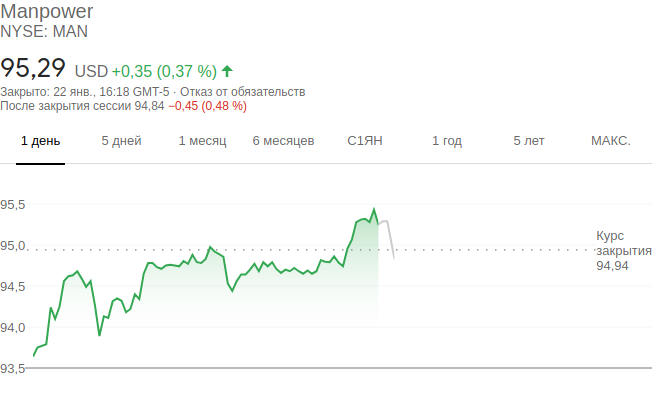 Manpower
NYSE: MAN
95,29 USD +0,35 (0,37 %)
Закрыто: 22 янв., 16:18 GMT-5 · Отказ от обязательств
После закрытия сессии 94,84 −0,45 (0,48 %)
1 день 5 дней 1 месяц 6 месяцев С1ЯН 1 год 5 лет МАКС.
95,5
95,0
94,5
94,0
93,5
Курс
закрытия
94,94